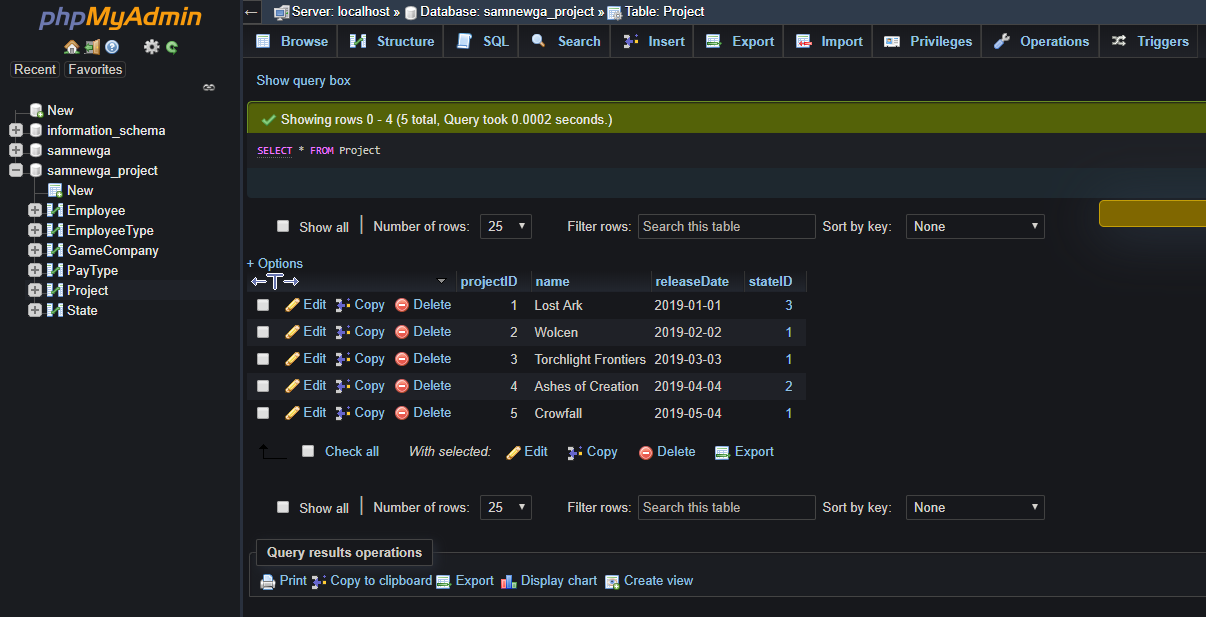 phpMyAdmin
Recent Favorites
New
information_schema
samnewga
samnewga_project
New
Employee
EmployeeType
GameCompany
PayType
Project
State
Server: localhost » Database: samnewga_project » Table: Project
Browse Structure SQL Search Insert Export Import Privileges Operations Triggers
Show query box
Showing rows 0 - 4 (5 total, Query took 0.0002 seconds.)
SELECT * FROM Project
Show all | Number of rows: 25 Filter rows: Search this table Sort by key: None
+ Options
projectID name releaseDate stateID
Edit Copy Delete 1 Lost Ark 2019-01-01 3
Edit Copy Delete 2 Wolcen 2019-02-02 1
Edit Copy Delete 3 Torchlight Frontiers 2019-03-03 1
Edit Copy Delete 4 Ashes of Creation 2019-04-04 2
Edit Copy Delete 5 Crowfall 2019-05-04 1
Check all With selected: Edit Copy Delete Export
Show all | Number of rows: 25 Filter rows: Search this table Sort by key: None
Query results operations
Print Copy to clipboard Export Display chart Create view